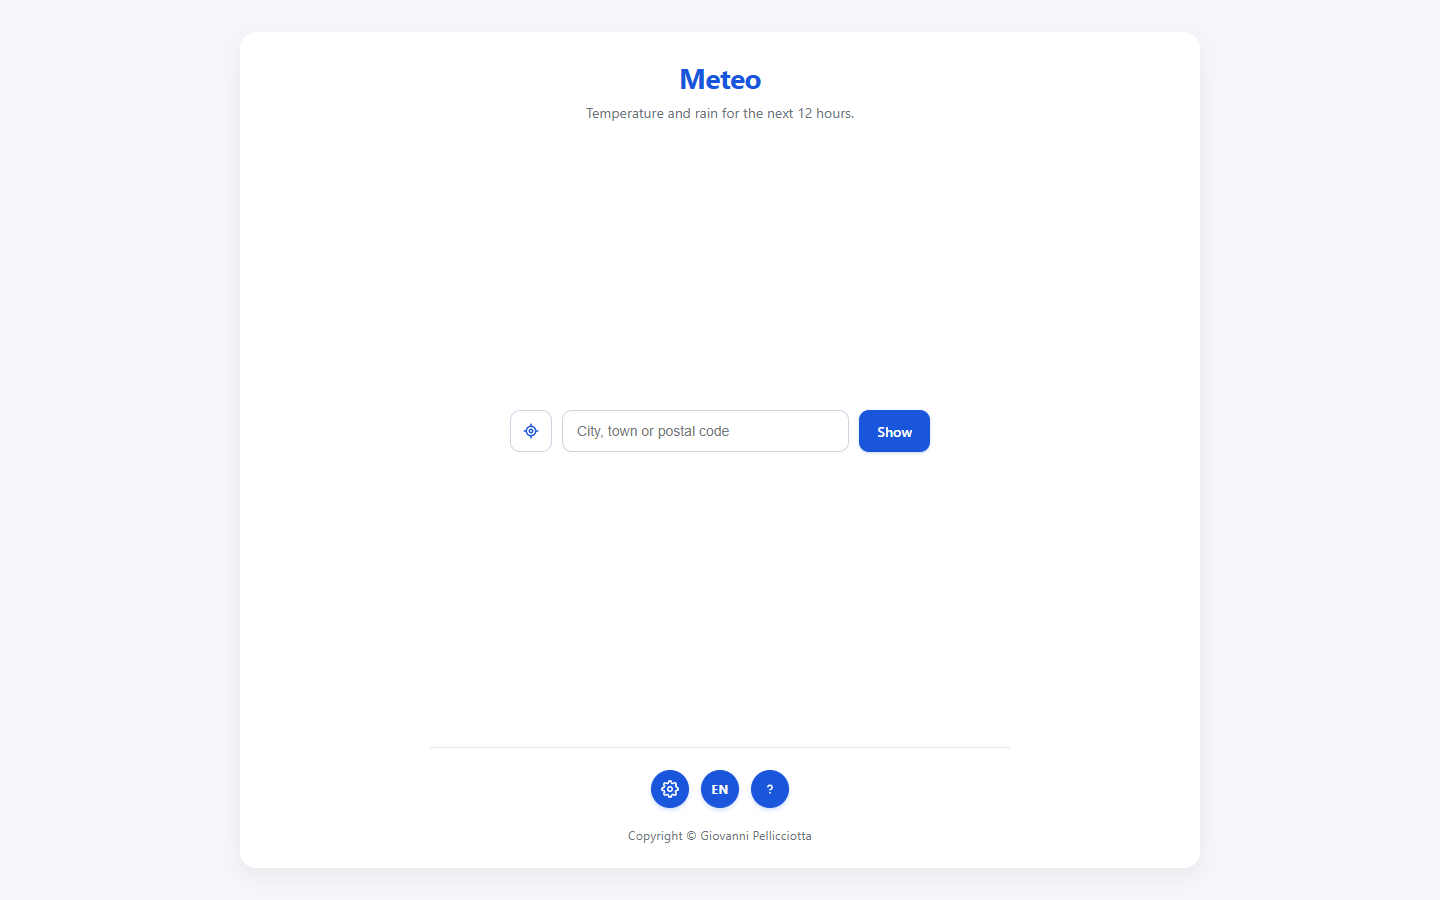 Meteo
Temperature and rain for the next 12 hours.
City, town or postal code
Show
EN
?
Copyright © Giovanni Pellicciotta